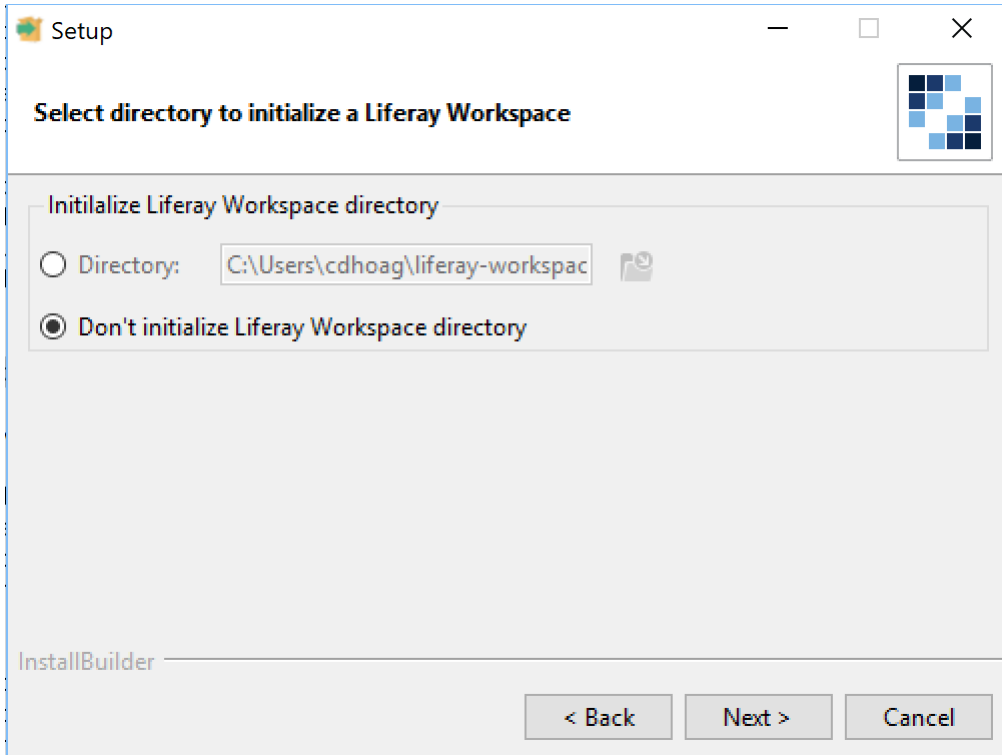 Setup
Select directory to initialize a Liferay Workspace
Initilalize Liferay Workspace directory
Directory: C:\Users\cdhoag\liferay-workspac
Don't initialize Liferay Workspace directory
InstallBuilder
< Back Next > Cancel